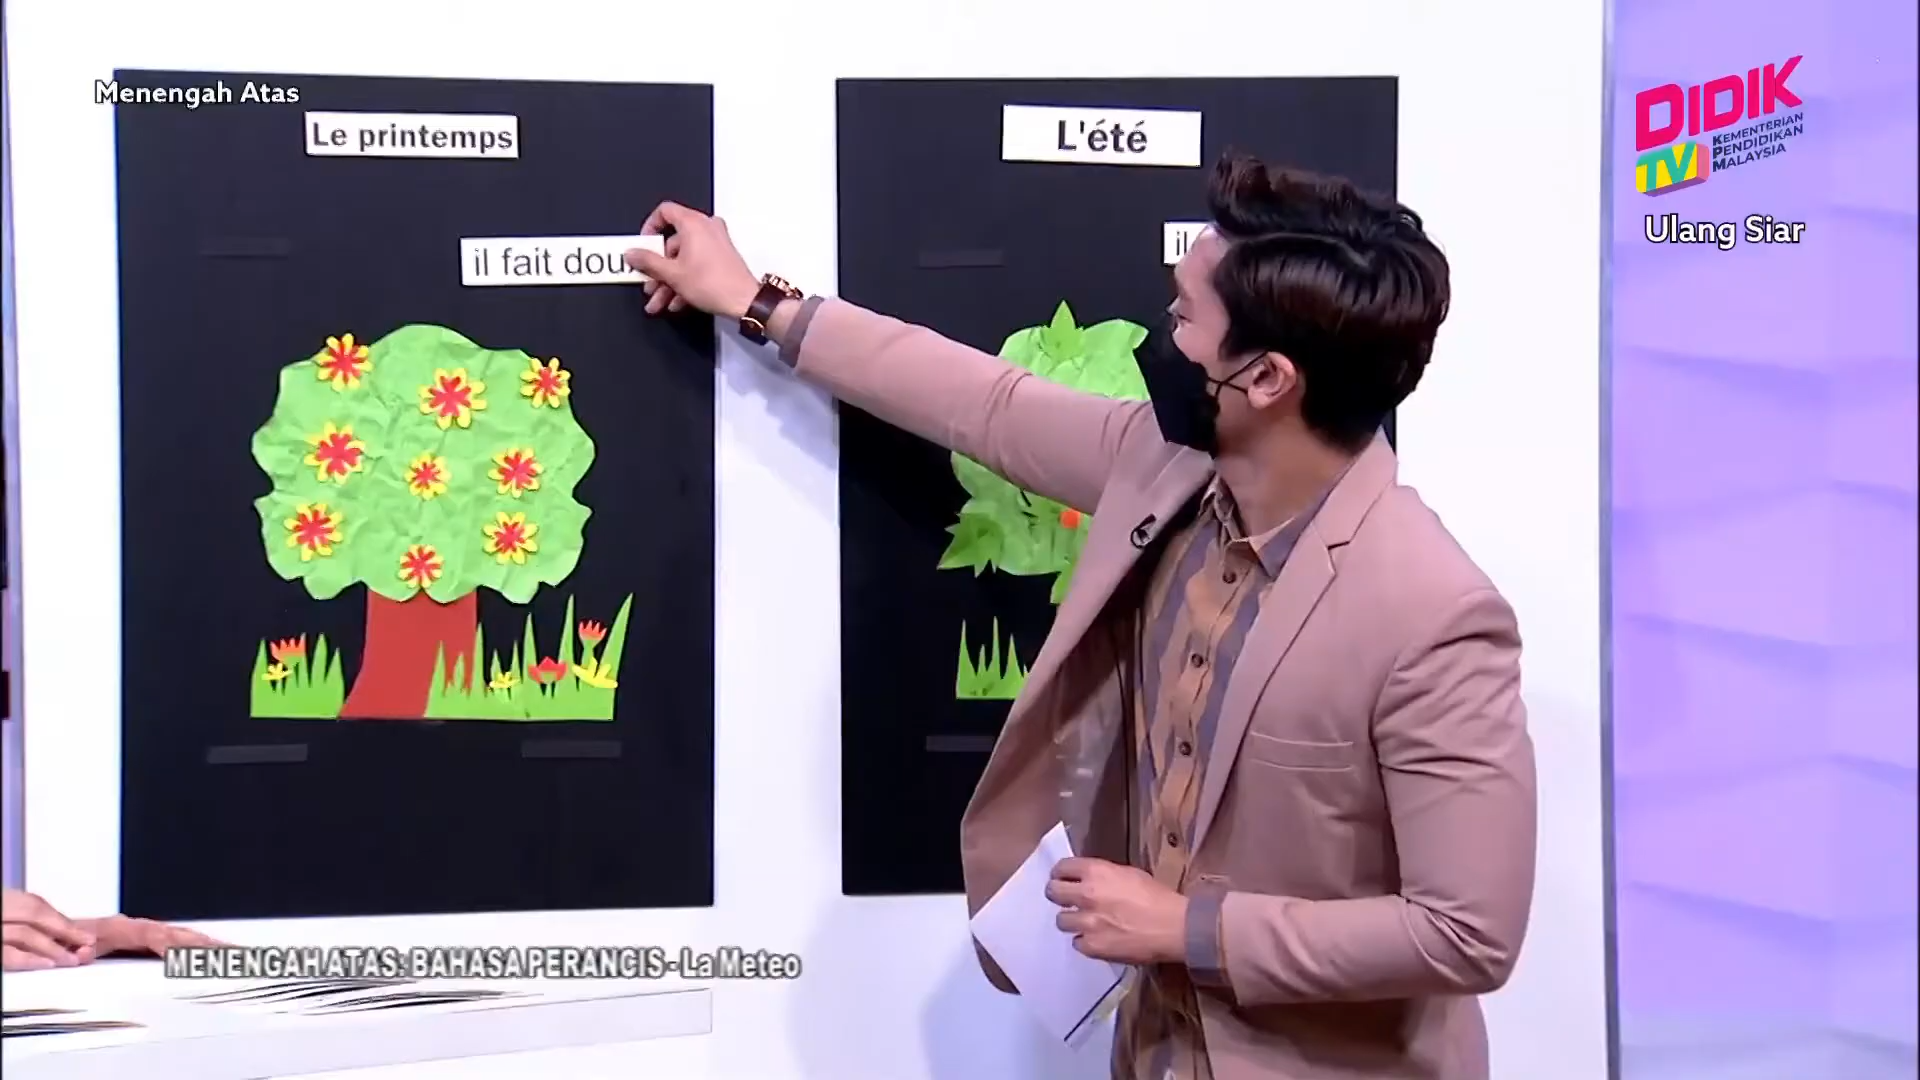 Menengah Atas
Le printemps
il fait doux
L'été
il
DIDIK
TV
KEMENTERIAN
PENDIDIKAN
MALAYSIA
Ulang Siar
MENENGAH ATAS: BAHASA PERANCIS - La Meteo